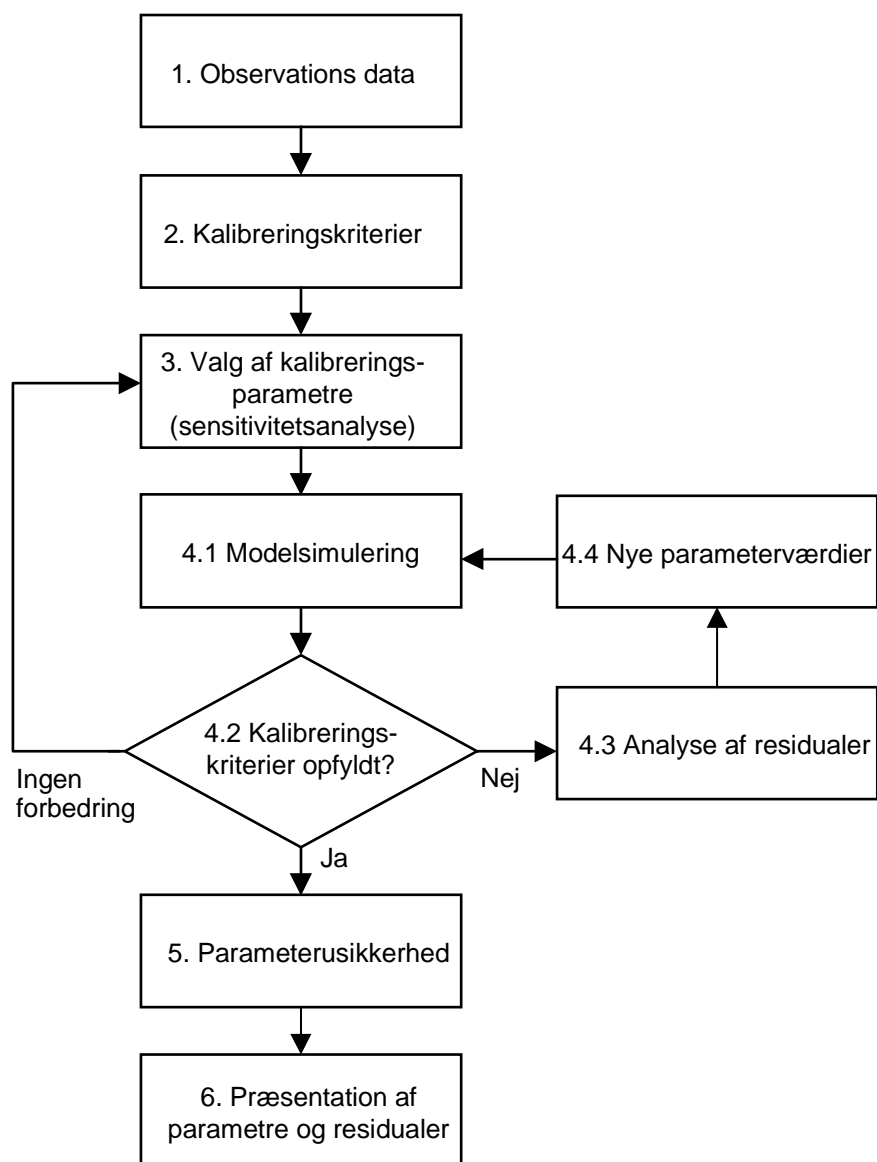 1. Observations data
2. Kalibreringskriterier
3. Valg af kalibrerings-
parametre
(sensitivitetsanalyse)
4.1 Modelsimulering
4.4 Nye parameterværdier
4.2 Kalibrerings-
kriterier opfyldt?
4.3 Analyse af residualer
Ingen
forbedring
Nej
Ja
5. Parameterusikkerhed
6. Præsentation af
parametre og residualer